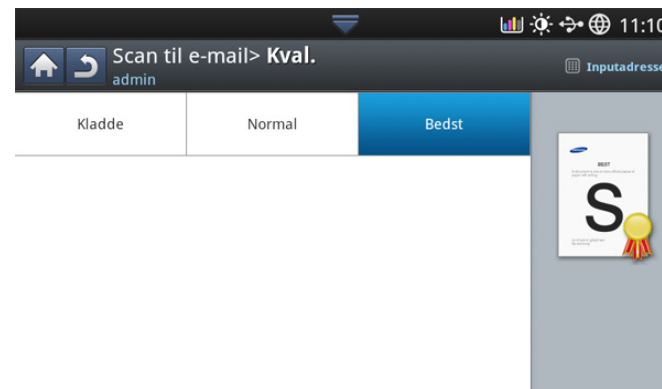 11:10
Scan til e-mail> Kval.
admin
Inputadresse
Kladde
Normal
Bedst
BEST
S